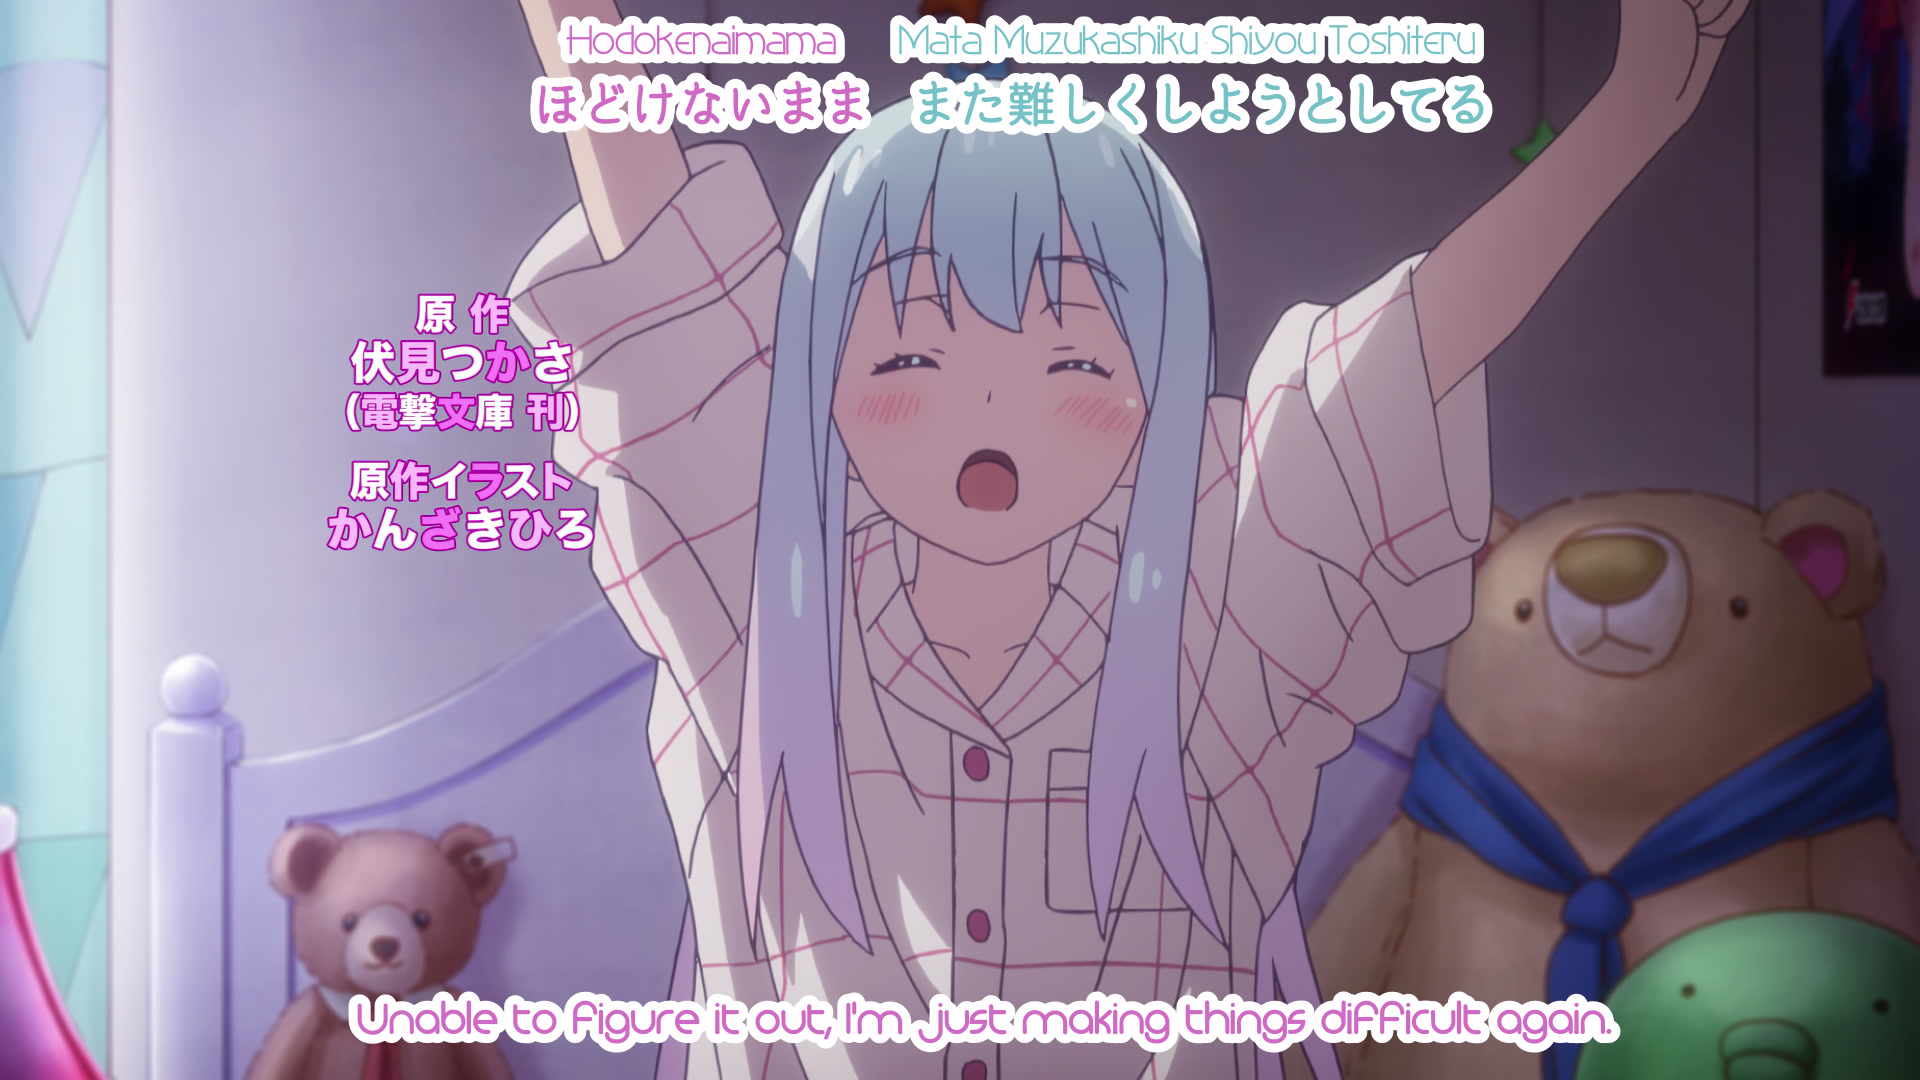 Hodokenaimama Mata Muzukashiku Shiyou Toshiteru
ほどけないまま また難しくしようとしてる
原作
伏見つかさ
(電撃文庫 刊)
原作イラスト
かんざきひろ
Unable to figure it out, I'm just making things difficult again.